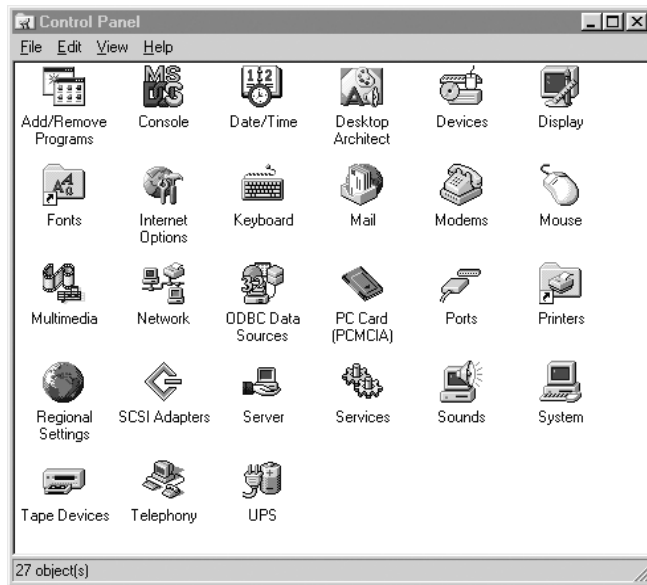 Control Panel
File Edit View Help
Add/Remove Programs
Console
Date/Time
Desktop Architect
Devices
Display
Fonts
Internet Options
Keyboard
Mail
Modems
Mouse
Multimedia
Network
ODBC Data Sources
PC Card (PCMCIA)
Ports
Printers
Regional Settings
SCSI Adapters
Server
Services
Sounds
System
Tape Devices
Telephony
UPS
27 object(s)